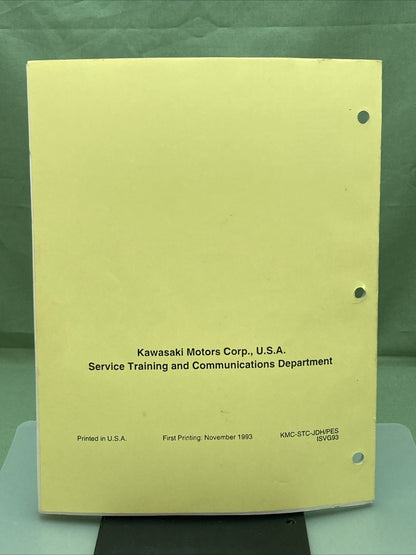 Kawasaki Motors Corp., U.S.A.
Service Training and Communications Department
Printed in U.S.A. First Printing: November 1993 KMC-STC-JDH/PES
ISVG93